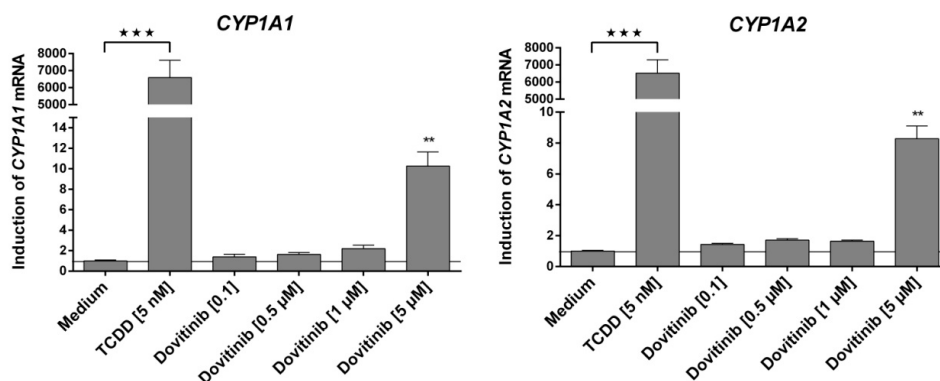 CYP1A1
★★★
Induction of CYP1A1 mRNA
8000
7000
6000
5000
14
12
10
8
6
4
2
1
0
**
Medium
TCDD [5 nM]
Dovitinib [0.1]
Dovitinib [0.5 µM]
Dovitinib [1 µM]
Dovitinib [5 µM]
CYP1A2
★★★
Induction of CYP1A2 mRNA
8000
7000
6000
5000
10
8
6
4
2
1
0
**
Medium
TCDD [5 nM]
Dovitinib [0.1]
Dovitinib [0.5 µM]
Dovitinib [1 µM]
Dovitinib [5 µM]